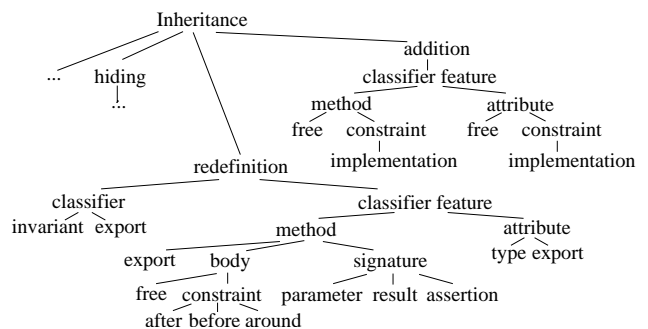 Inheritance
addition
... hiding classifier feature
... method attribute
free constraint free constraint
implementation implementation
redefinition
classifier classifier feature
invariant export method attribute
export body signature type export
free constraint parameter result assertion
after before around